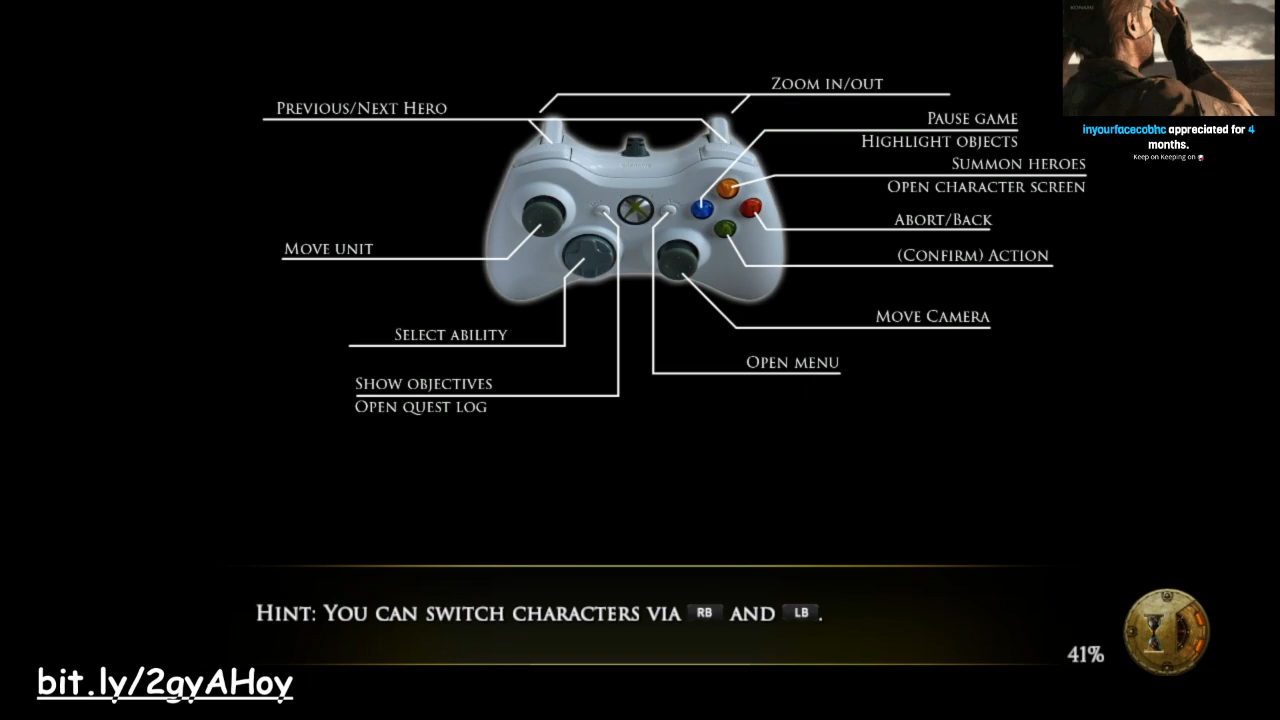 KONAMI
Zoom in/out
Previous/Next Hero
Pause game
Highlight objects
Summon heroes
Open character screen
Abort/Back
Move unit
(Confirm) Action
Move Camera
Select ability
Open menu
Show objectives
Open quest log
inyourfacecobhc appreciated for 4
months.
Keep on Keeping on
Hint: You can switch characters via RB and LB.
41%
bit.ly/2gyAHoy